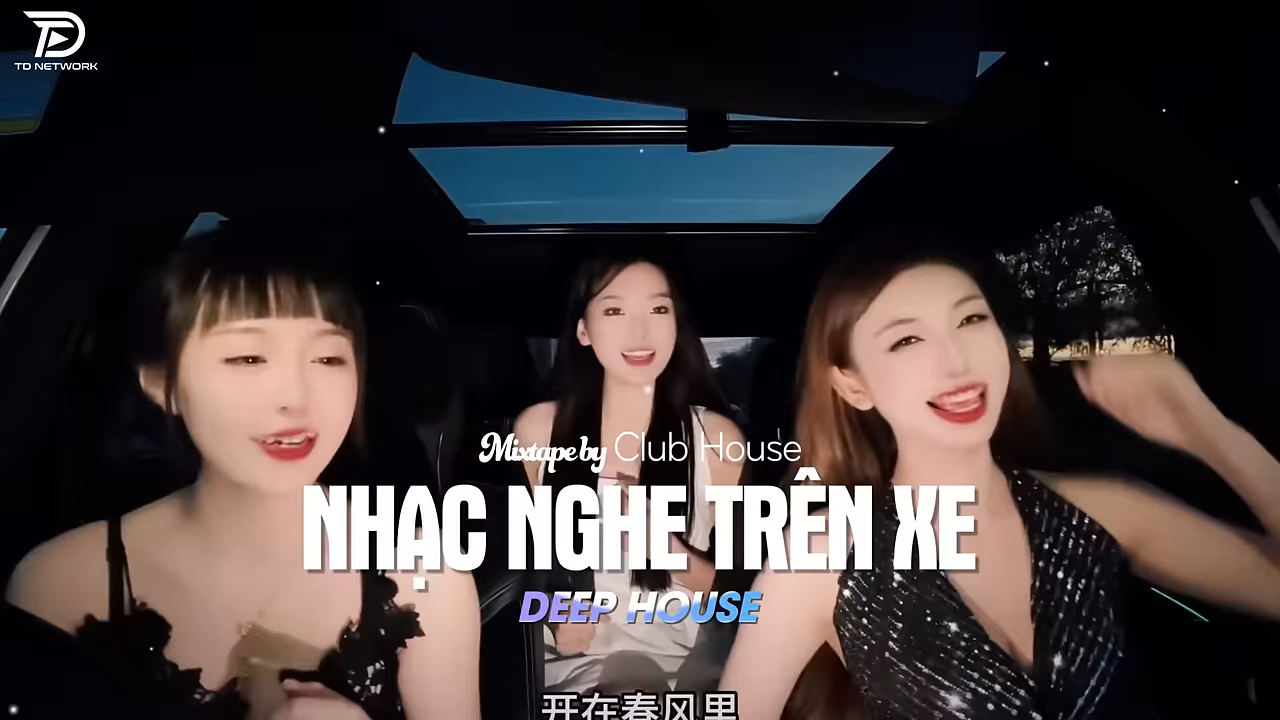 TD NETWORK
Mixtape by Club House
NHẠC NGHE TRÊN XE
DEEP HOUSE
开在春风里